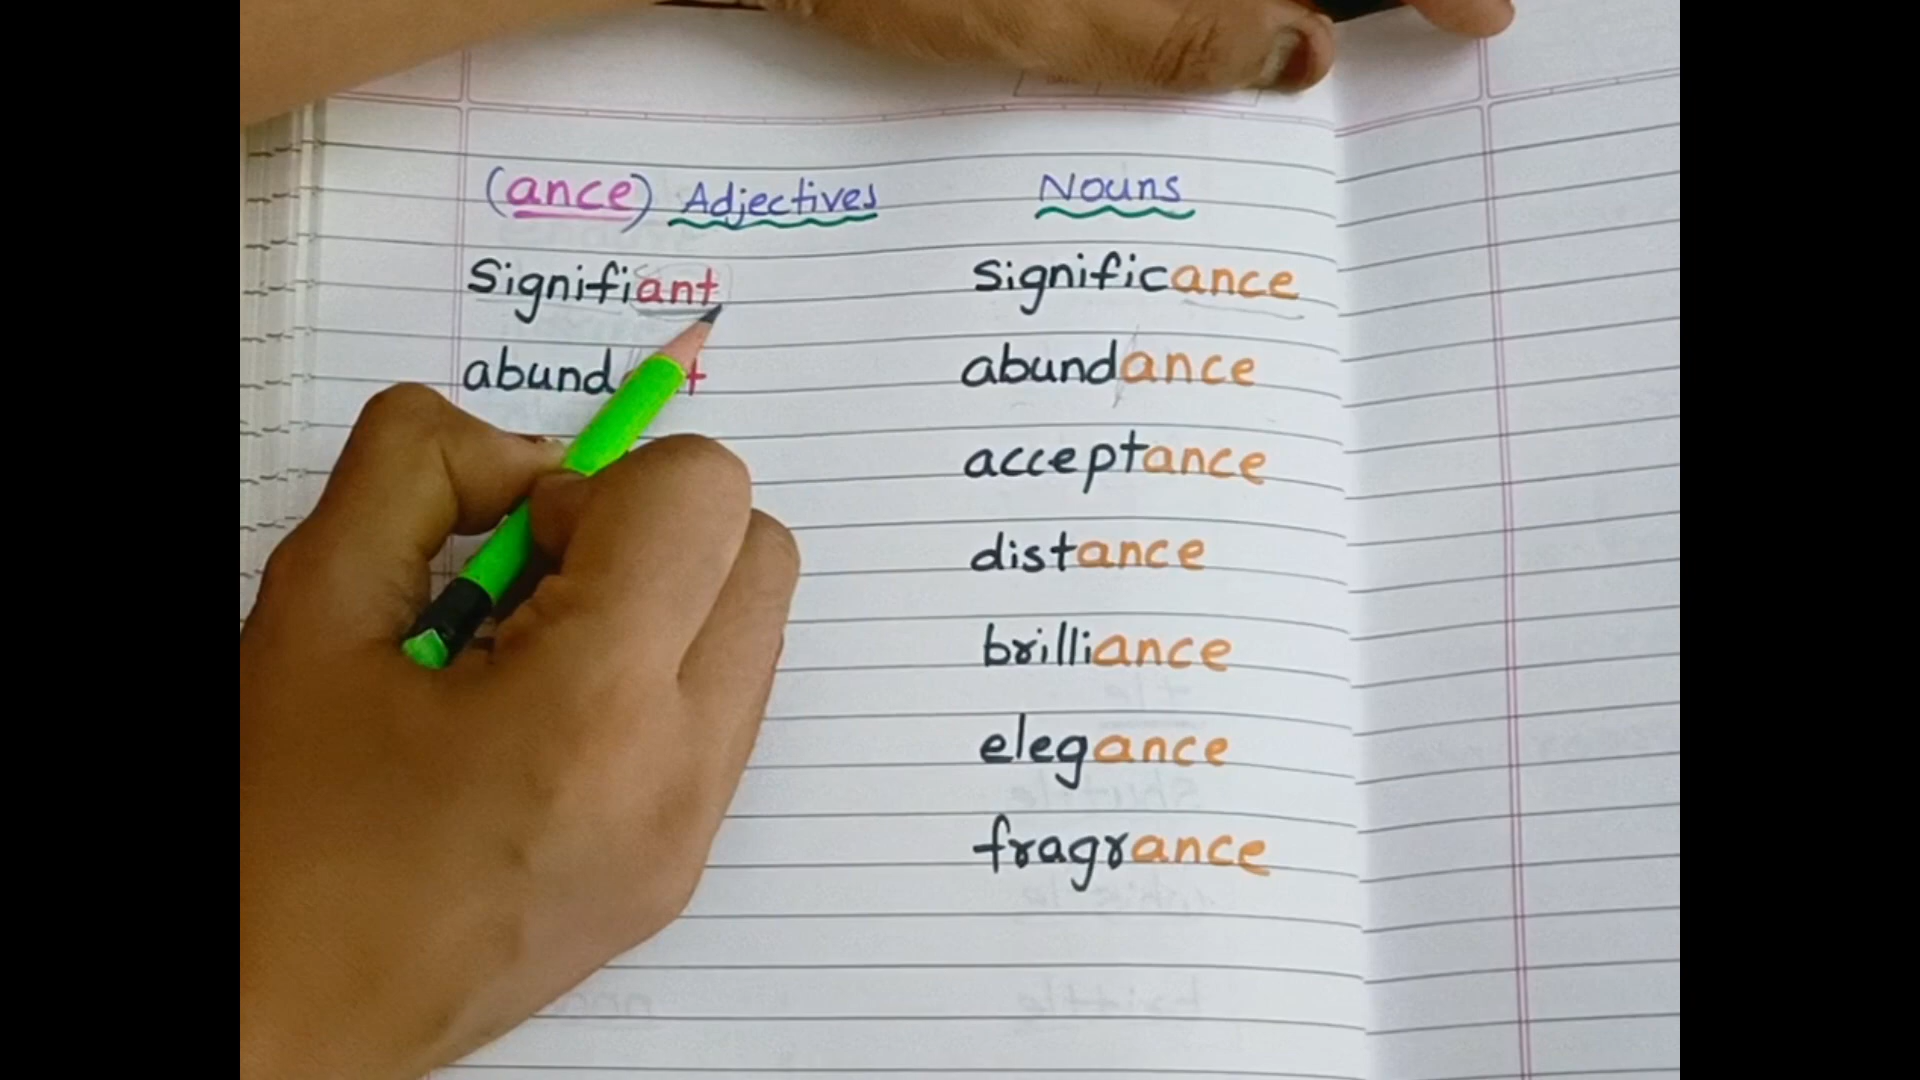 (ance) Adjectives Nouns
Signifiant Significance
abundance
acceptance
distance
brilliance
elegance
fragrance